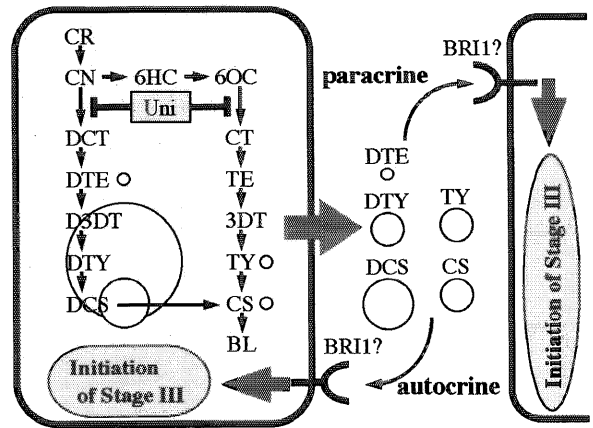 CR
CN 6HC 6OC
Uni
DCT CT
DTE TE
D3DT 3DT
DTY TY
DCS CS
BL
Initiation
of Stage III
BRI1?
paracrine
DTE
DTY TY
DCS CS
BRI1?
autocrine
Initiation of Stage III